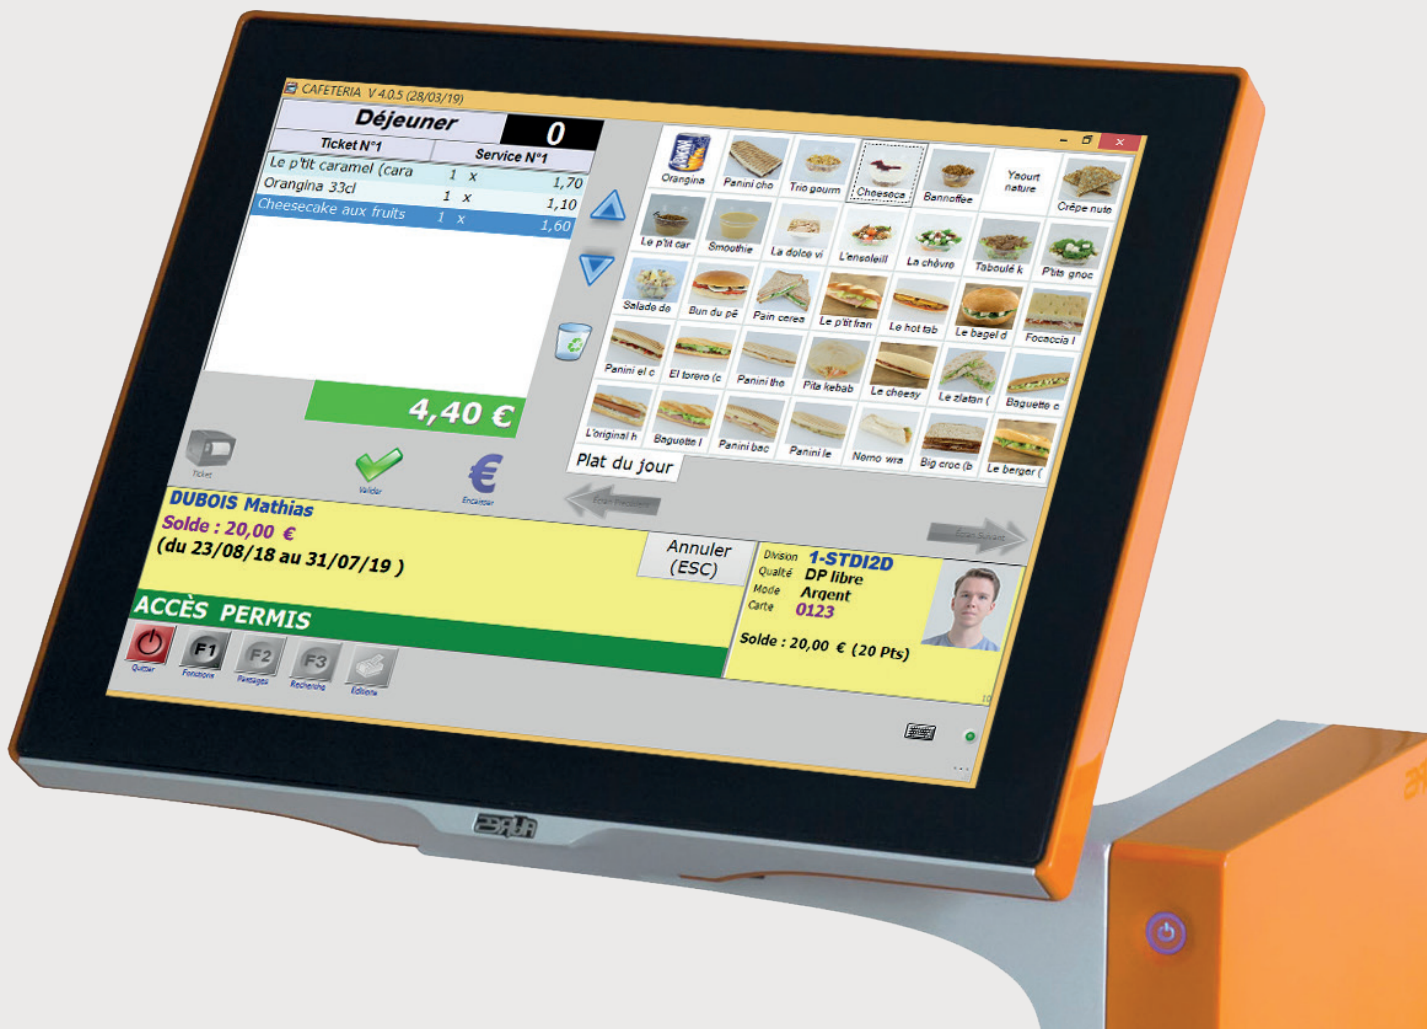 CAFETERIA V 4.0.5 (28/03/19)
Déjeuner
0
Ticket N°1
Service N°1
Le p'tit caramel (cara 1 x 1,70
Orangina 33cl 1 x 1,10
Cheesecake aux fruits 1 x 1,60
4,40 €
Ticket
Valider
Encaisser
Orangina
Panini cho
Trio gourm
Cheeseca
Bannoffee
Yaourt
nature
Crêpe nute
Le p'tit car
Smoothie
La dolce vi
L'ensoleill
La chèvre
Taboulé k
P'tits gnoc
Salade de
Bun du pê
Pain cerea
Le p'tit fran
Le hot tab
Le bagel d
Focaccia I
Panini el c
El torero (c
Panini tho
Pita kebab
Le cheesy
Le zlatan (
Baguette c
L'original h
Baguette l
Panini bac
Panini le
Nemo wra
Big croc (b
Le berger (
Plat du jour
Écran Précédent
Écran Suivant
DUBOIS Mathias
Solde : 20,00 €
(du 23/08/18 au 31/07/19 )
Annuler
(ESC)
Division 1-STDI2D
Qualité DP libre
Mode Argent
Carte 0123
Solde : 20,00 € (20 Pts)
10
ACCÈS PERMIS
F1
F2
F3
Quitter
Fonctions
Passages
Recherche
Editions